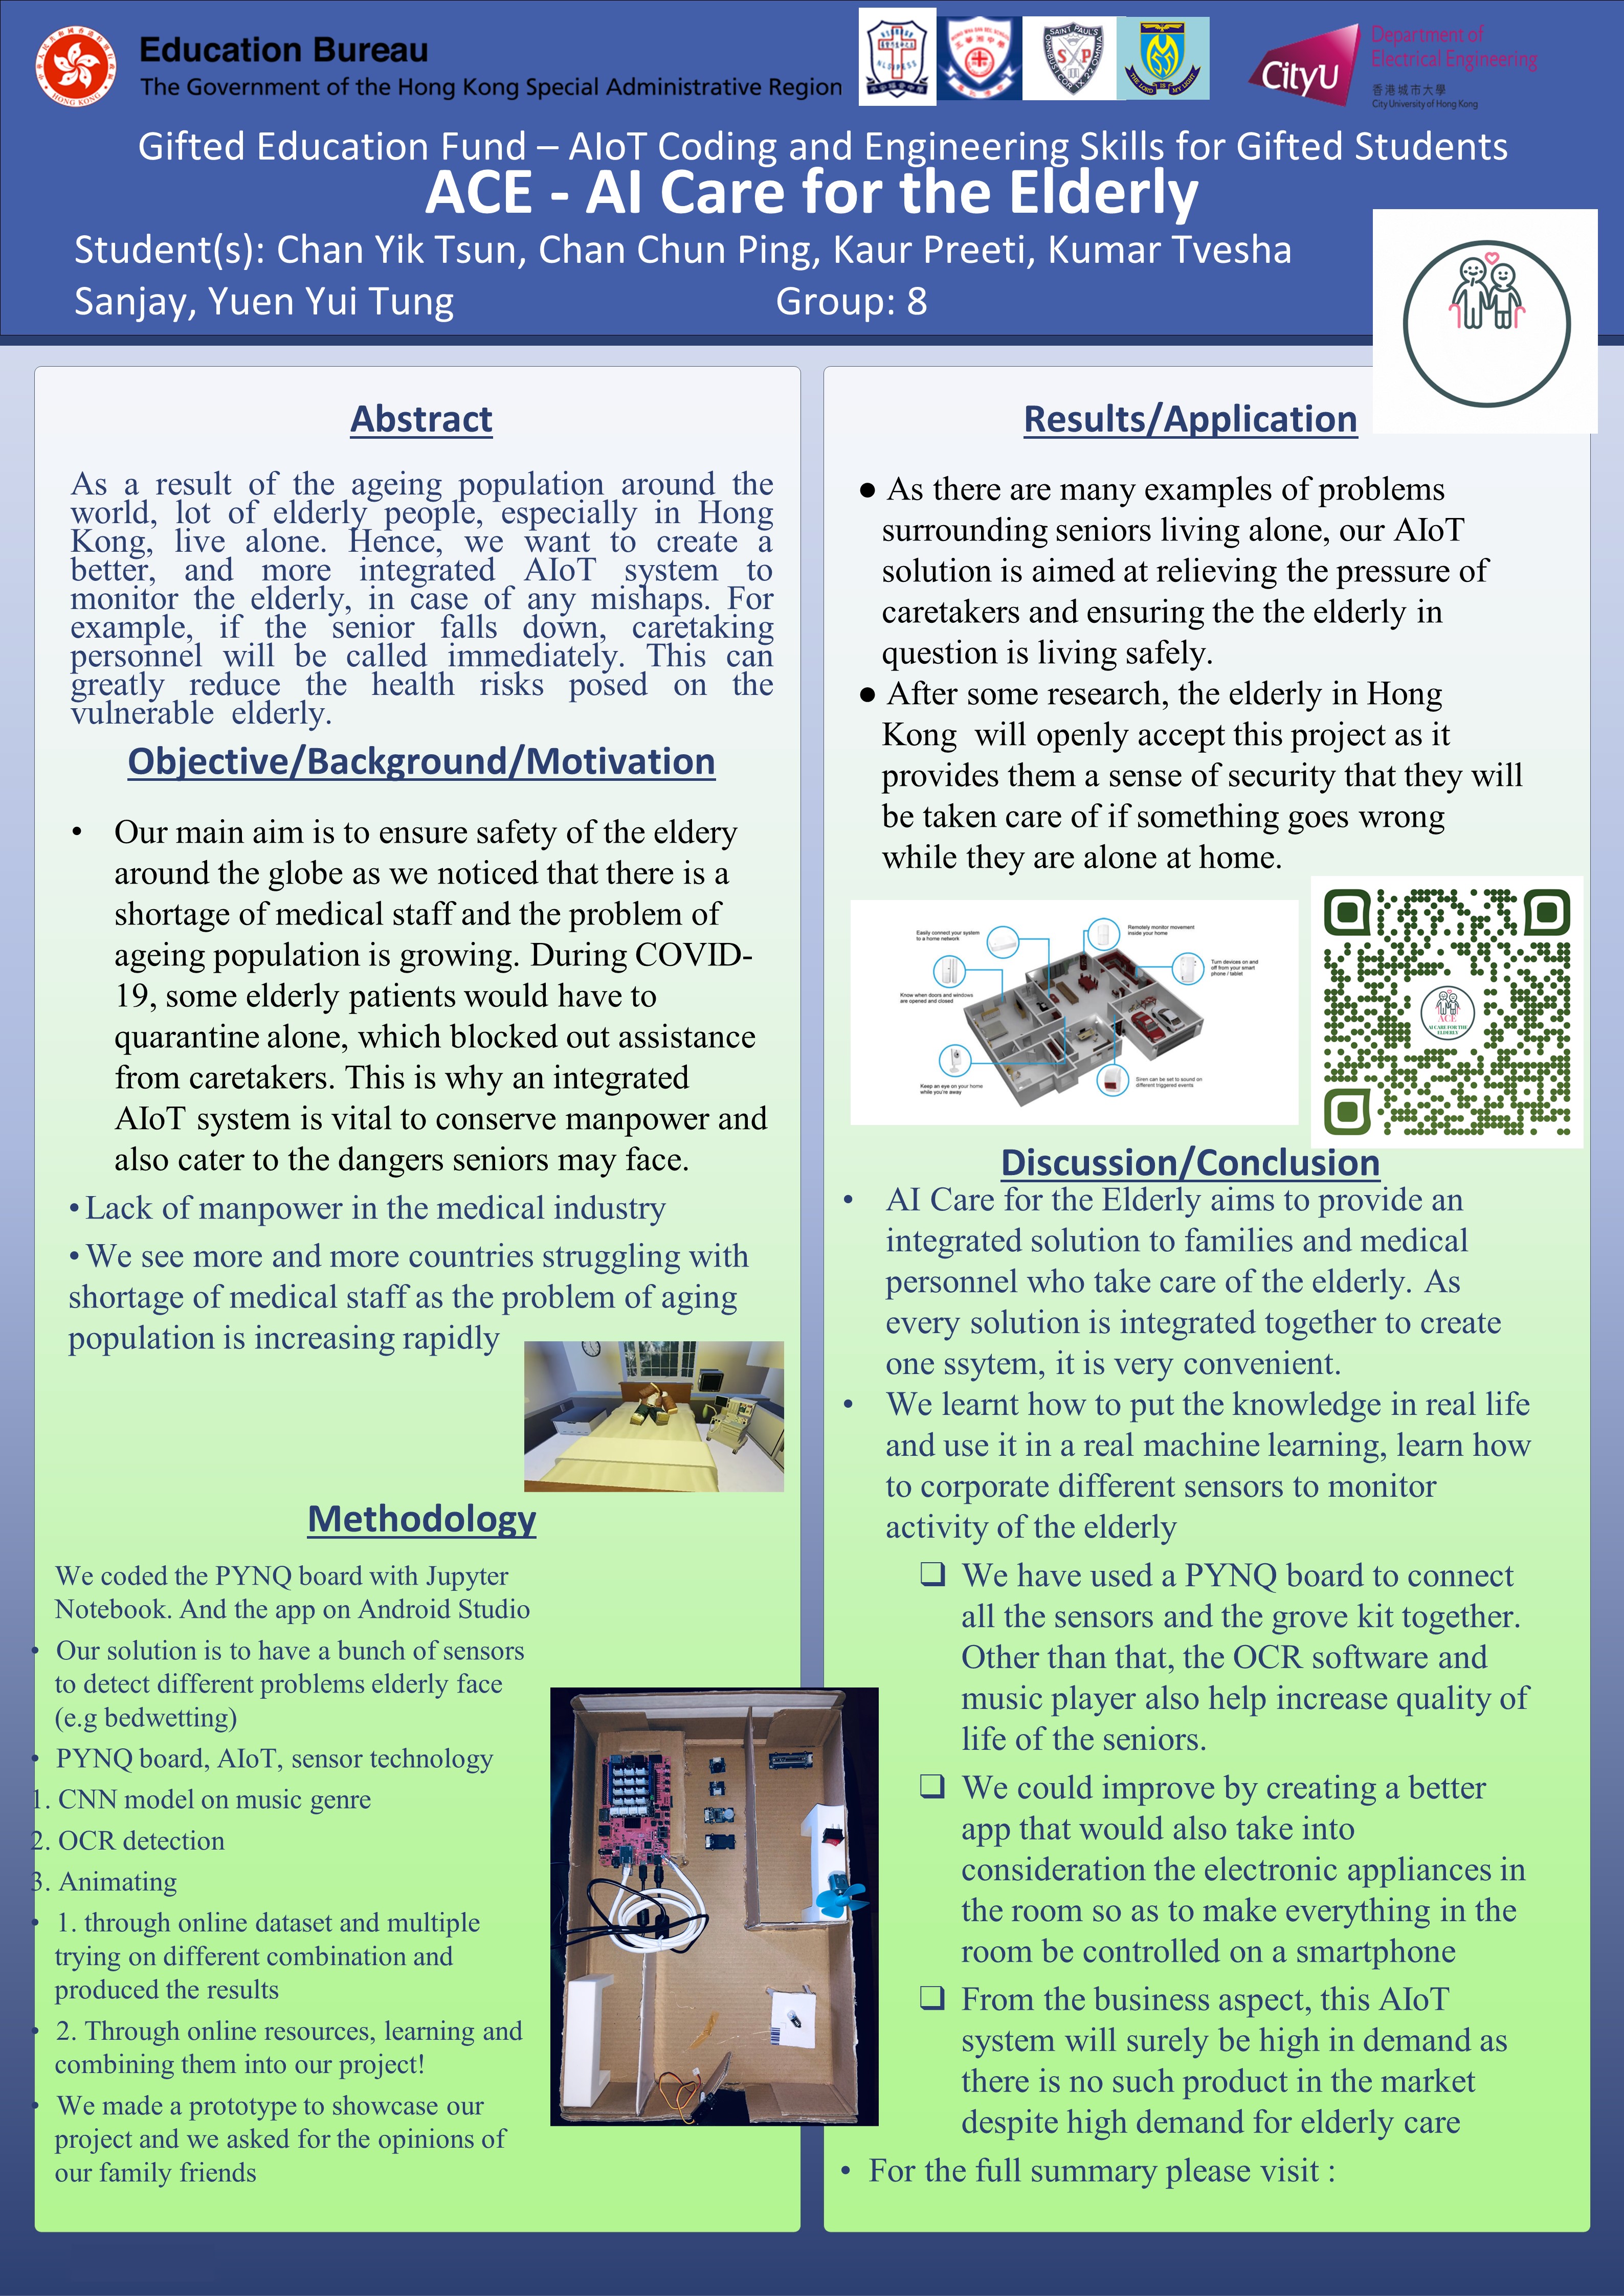 Education Bureau
The Government of the Hong Kong Special Administrative Region
SAINT PAUL'S
S P
THE LORD IS MY LIGHT
CityU
Department of
Electrical Engineering
香港城市大學
City University of Hong Kong
HONG KONG
Gifted Education Fund – AIoT Coding and Engineering Skills for Gifted Students
ACE - AI Care for the Elderly
Student(s): Chan Yik Tsun, Chan Chun Ping, Kaur Preeti, Kumar Tvesha
Sanjay, Yuen Yui Tung Group: 8
Abstract
As a result of the ageing population around the
world, lot of elderly people, especially in Hong
Kong, live alone. Hence, we want to create a
better, and more integrated AIoT system to
monitor the elderly, in case of any mishaps. For
example, if the senior falls down, caretaking
personnel will be called immediately. This can
greatly reduce the health risks posed on the
vulnerable elderly.
Objective/Background/Motivation
• Our main aim is to ensure safety of the eldery
around the globe as we noticed that there is a
shortage of medical staff and the problem of
ageing population is growing. During COVID-
19, some elderly patients would have to
quarantine alone, which blocked out assistance
from caretakers. This is why an integrated
AIoT system is vital to conserve manpower and
also cater to the dangers seniors may face.
• Lack of manpower in the medical industry
• We see more and more countries struggling with
shortage of medical staff as the problem of aging
population is increasing rapidly
Methodology
We coded the PYNQ board with Jupyter
Notebook. And the app on Android Studio
• Our solution is to have a bunch of sensors
to detect different problems elderly face
(e.g bedwetting)
• PYNQ board, AIoT, sensor technology
1. CNN model on music genre
2. OCR detection
3. Animating
• 1. through online dataset and multiple
trying on different combination and
produced the results
• 2. Through online resources, learning and
combining them into our project!
• We made a prototype to showcase our
project and we asked for the opinions of
our family friends
Results/Application
● As there are many examples of problems
surrounding seniors living alone, our AIoT
solution is aimed at relieving the pressure of
caretakers and ensuring the the elderly in
question is living safely.
● After some research, the elderly in Hong
Kong will openly accept this project as it
provides them a sense of security that they will
be taken care of if something goes wrong
while they are alone at home.
Easily connect your system
to a home network
Remotely monitor movement
inside your home
Turn devices on and
off from your smart
phone / tablet
Know when doors and windows
are opened and closed
Keep an eye on your home
while you're away
Siren can be set to sound on
different triggered events
ACE
AI CARE FOR THE
ELDERLY
Discussion/Conclusion
• AI Care for the Elderly aims to provide an
integrated solution to families and medical
personnel who take care of the elderly. As
every solution is integrated together to create
one ssytem, it is very convenient.
• We learnt how to put the knowledge in real life
and use it in a real machine learning, learn how
to corporate different sensors to monitor
activity of the elderly
❑ We have used a PYNQ board to connect
all the sensors and the grove kit together.
Other than that, the OCR software and
music player also help increase quality of
life of the seniors.
❑ We could improve by creating a better
app that would also take into
consideration the electronic appliances in
the room so as to make everything in the
room be controlled on a smartphone
❑ From the business aspect, this AIoT
system will surely be high in demand as
there is no such product in the market
despite high demand for elderly care
• For the full summary please visit :